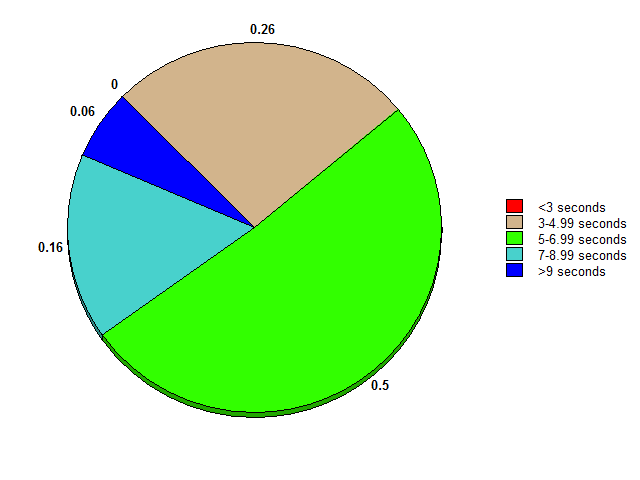 0.26
0
0.06
0.16
0.5
<3 seconds
3-4.99 seconds
5-6.99 seconds
7-8.99 seconds
>9 seconds